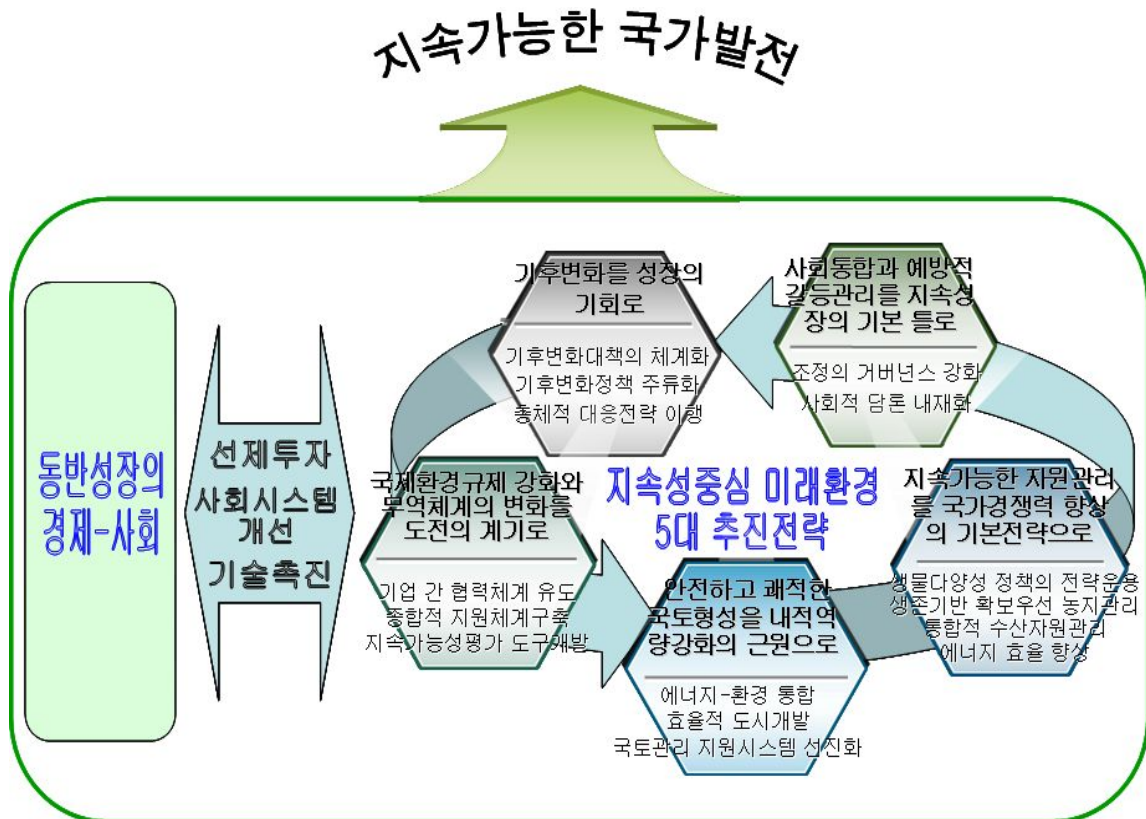 지속가능한 국가발전
동반성장의
경제-사회
선제투자
사회시스템
개선
기술촉진
기후변화를 성장의
기회로
기후변화대책의 체계화
기후변화정책 주류화
총체적 대응전략 이행
사회통합과 예방적
갈등관리를 지속성
장의 기본 틀로
조정의 거버넌스 강화
사회적 담론 내재화
국제환경규제 강화와
무역체계의 변화를
도전의 계기로
기업 간 협력체계 유도
종합적 지원체계구축
지속가능성평가 도구개발
지속성중심 미래환경
5대 추진전략
지속가능한 자원관리
를 국가경쟁력 향상
의 기본전략으로
생물다양성 정책의 전략운용
생존기반 확보우선 농지관리
통합적 수산자원관리
에너지 효율 향상
안전하고 쾌적한
국토형성을 내적역
량강화의 근원으로
에너지-환경 통합
효율적 도시개발
국토관리 지원시스템 선진화